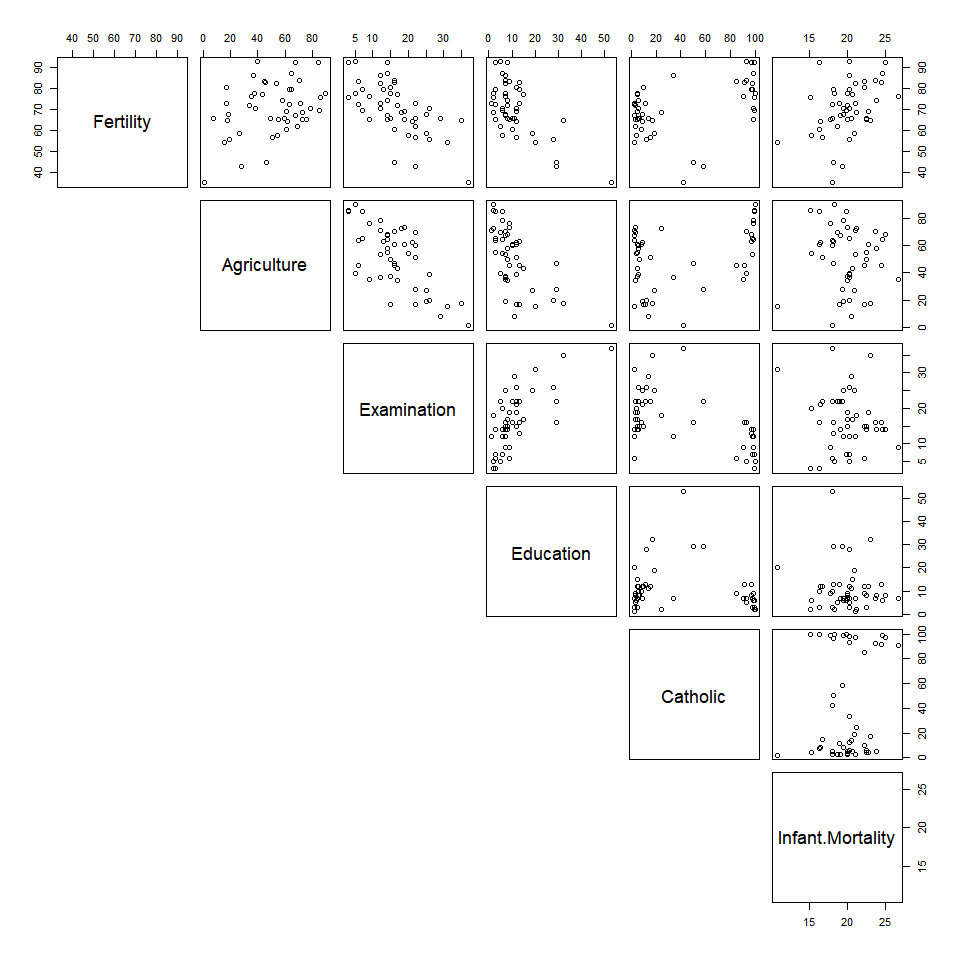 40 50 60 70 80 90 0 20 40 60 80 5 10 20 30 0 10 30 50 0 20 40 60 80 100 15 20 25
40 50 60 70 80 90
Fertility
Agriculture
0 20 40 60 80
Examination
5 10 20 30
Education
0 10 20 30 40 50
Catholic
0 20 40 60 80 100
Infant.Mortality
15 20 25
15 20 25